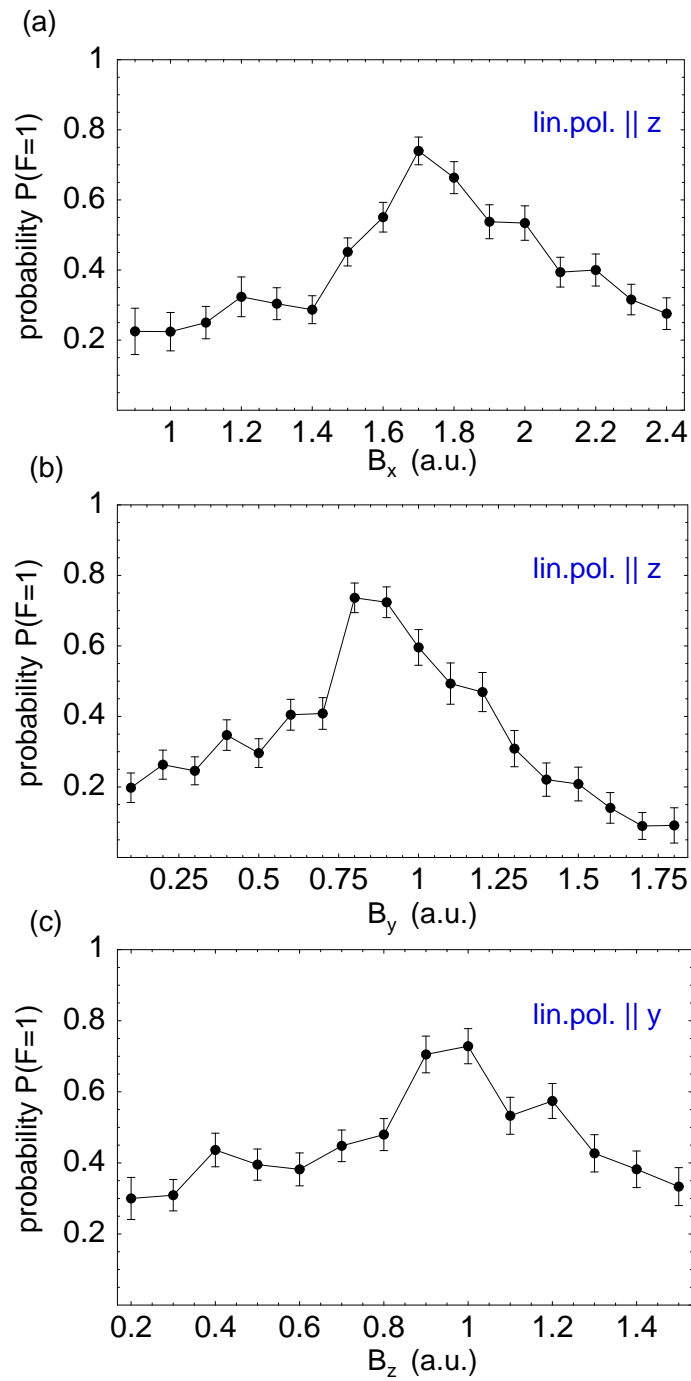 (a)
1
0.8
0.6
0.4
0.2
probability P(F=1)
lin.pol. || z
1 1.2 1.4 1.6 1.8 2 2.2 2.4
B_x (a.u.)
(b)
1
0.8
0.6
0.4
0.2
probability P(F=1)
lin.pol. || z
0.25 0.5 0.75 1 1.25 1.5 1.75
B_y (a.u.)
(c)
1
0.8
0.6
0.4
0.2
probability P(F=1)
lin.pol. || y
0.2 0.4 0.6 0.8 1 1.2 1.4
B_z (a.u.)